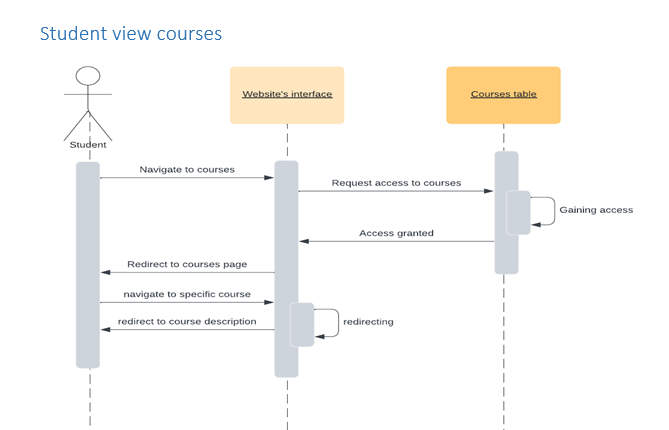 Student view courses
Website's interface
Courses table
Student
Navigate to courses
Request access to courses
Gaining access
Access granted
Redirect to courses page
navigate to specific course
redirect to course description
redirecting